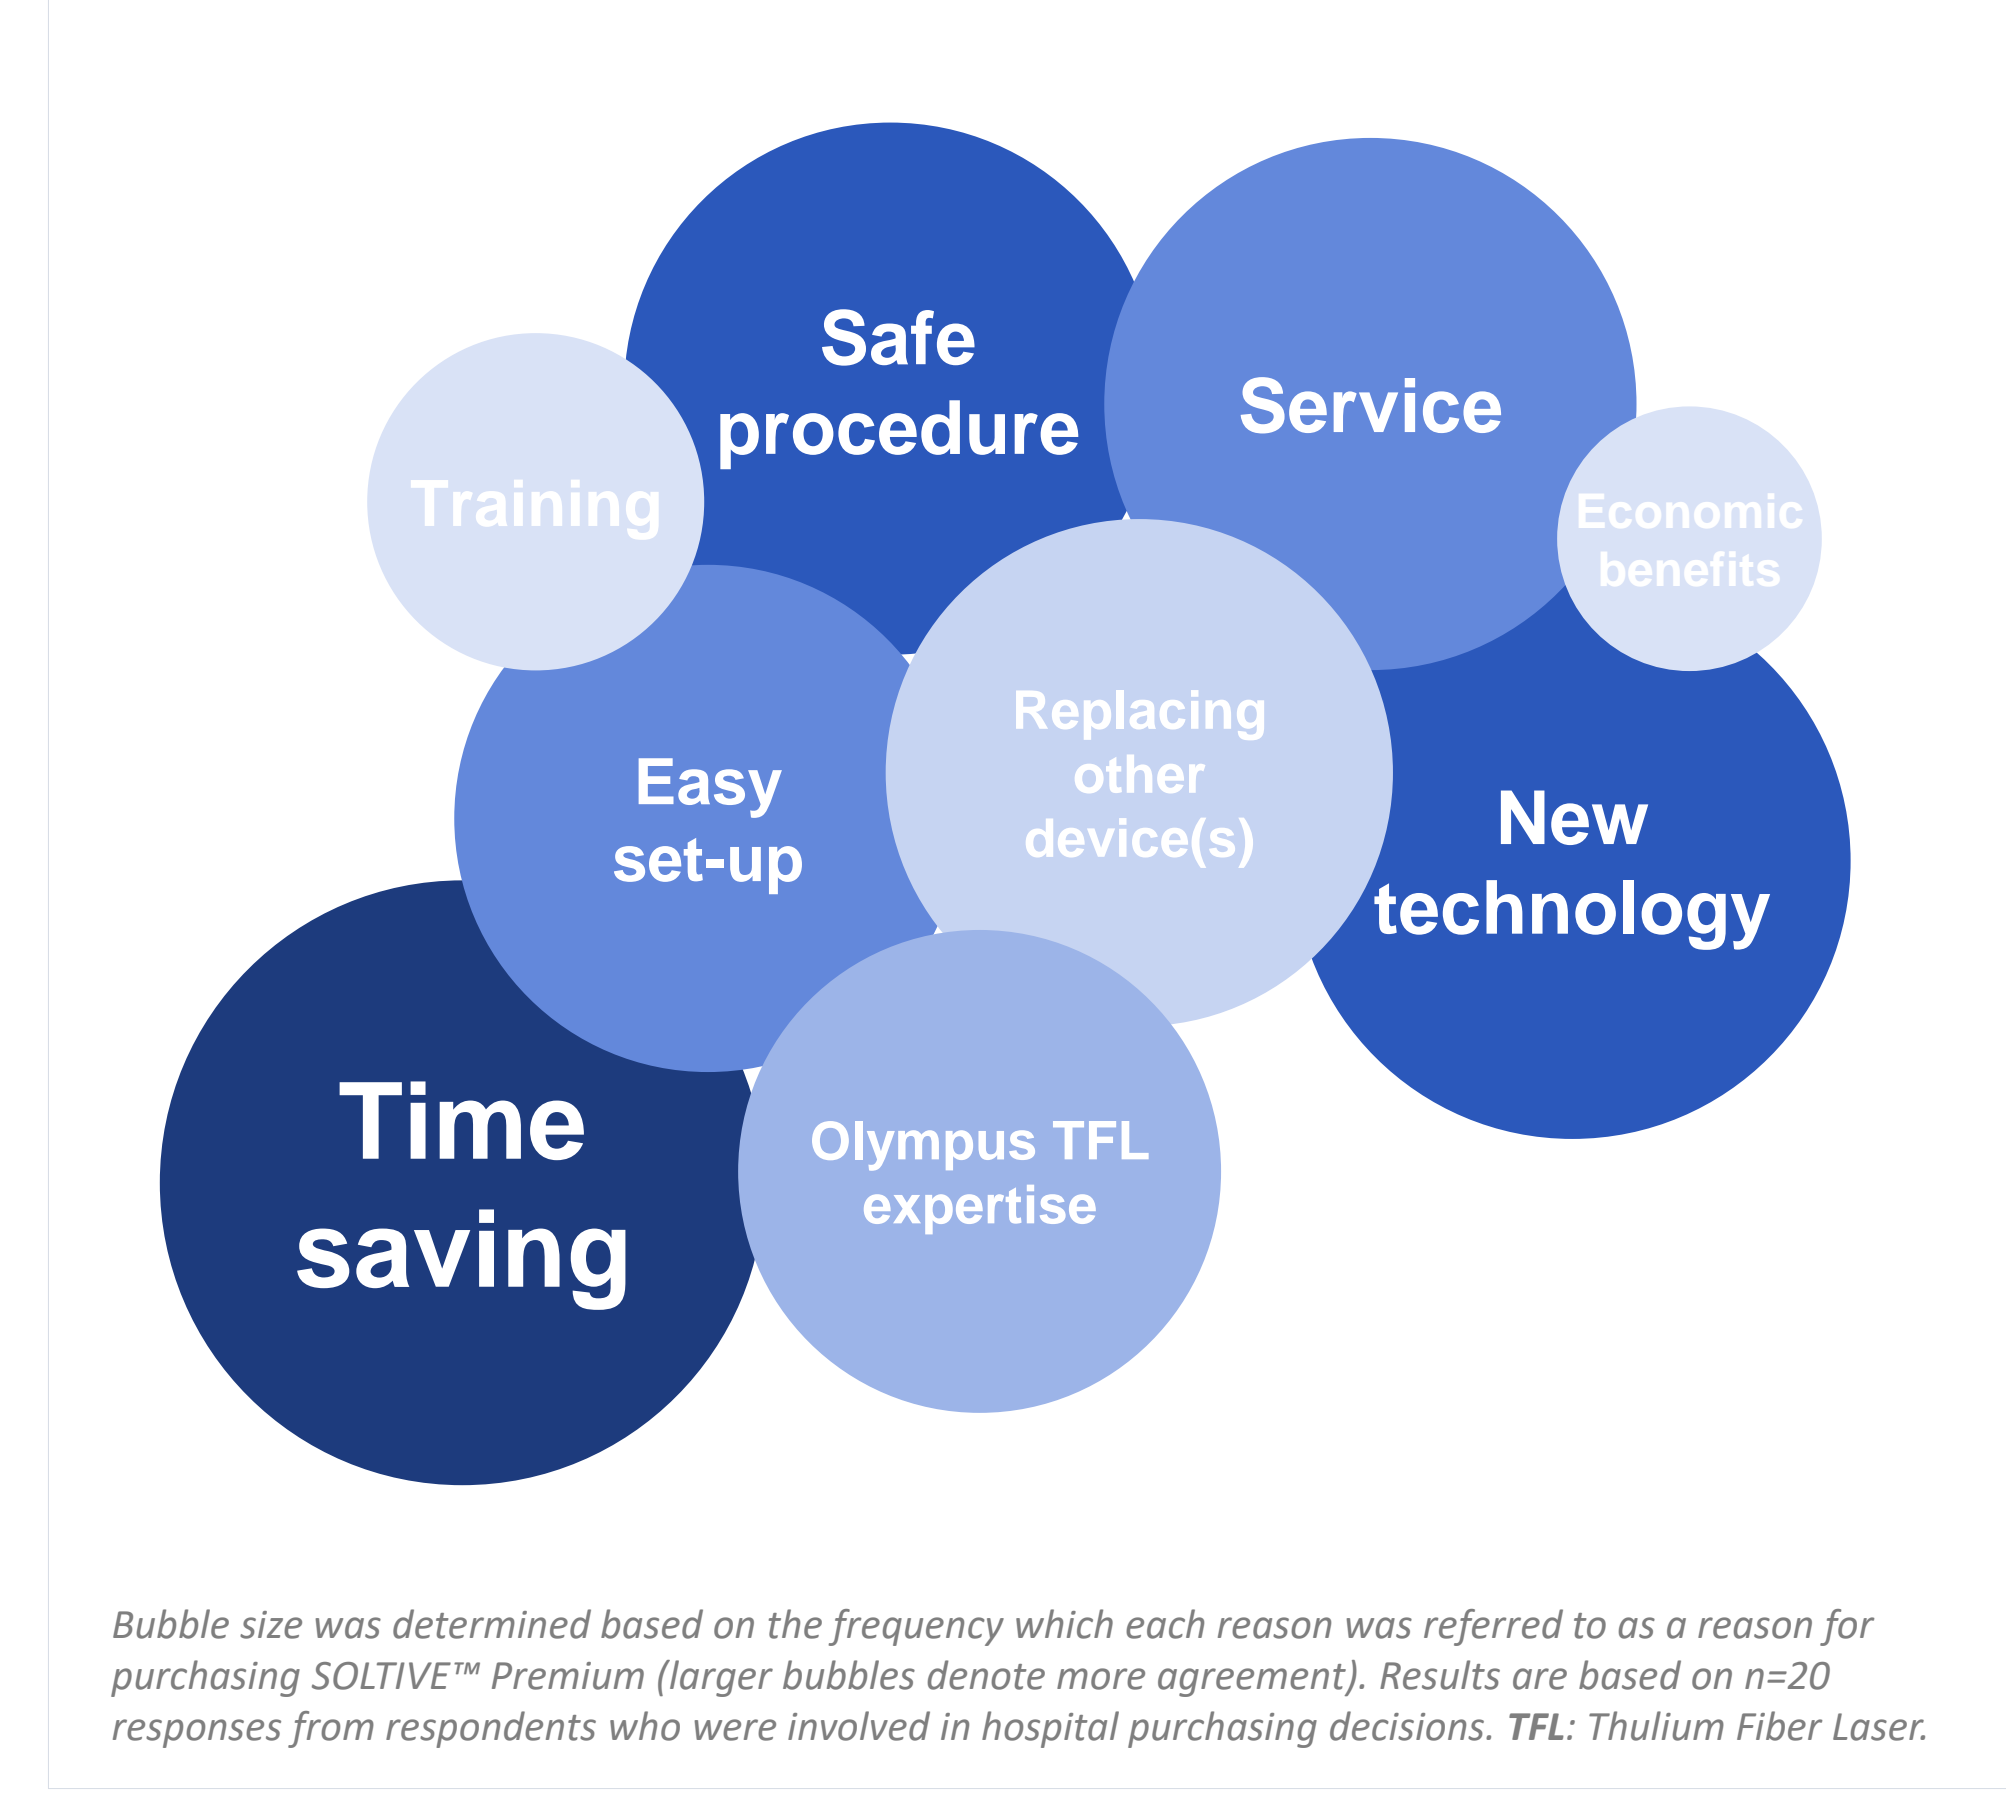 Safe
procedure
Service
Training
Economic
benefits
Easy
set-up
Replacing
other
device(s)
New
technology
Time
saving
Olympus TFL
expertise
Bubble size was determined based on the frequency which each reason was referred to as a reason for
purchasing SOLTIVE™ Premium (larger bubbles denote more agreement). Results are based on n=20
responses from respondents who were involved in hospital purchasing decisions. TFL: Thulium Fiber Laser.